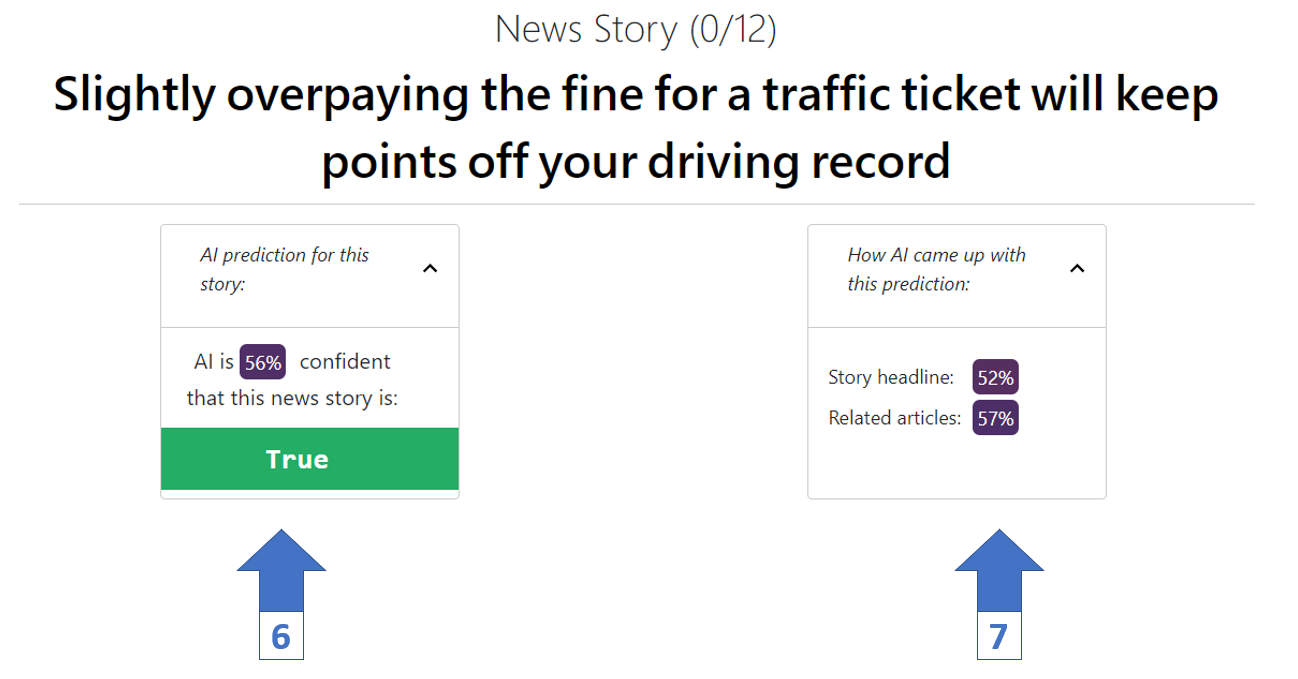 News Story (0/12)
Slightly overpaying the fine for a traffic ticket will keep
points off your driving record
AI prediction for this
story:
AI is 56% confident
that this news story is:
True
How AI came up with
this prediction:
Story headline: 52%
Related articles: 57%
6
7